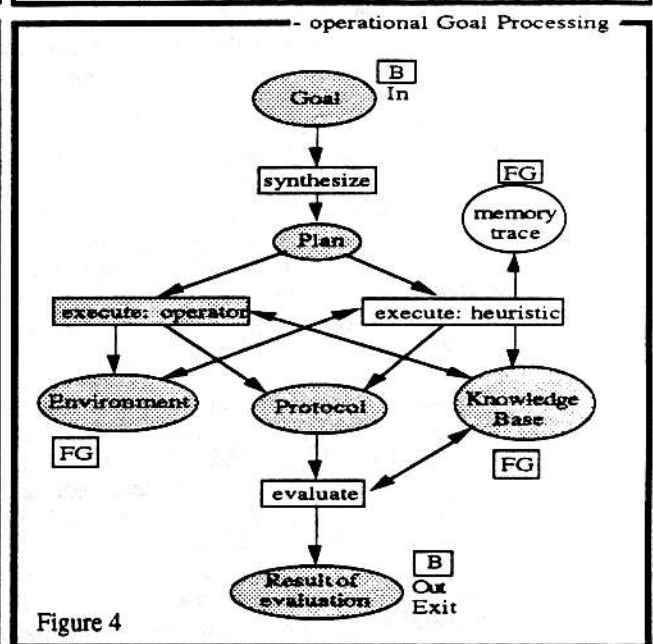 - operational Goal Processing
B
In
Goal
synthesize
FG
memory
trace
Plan
execute: operator
execute: heuristic
Environment
Protocol
Knowledge
Base
FG
FG
evaluate
B
Out
Exit
Result of
evaluation
Figure 4